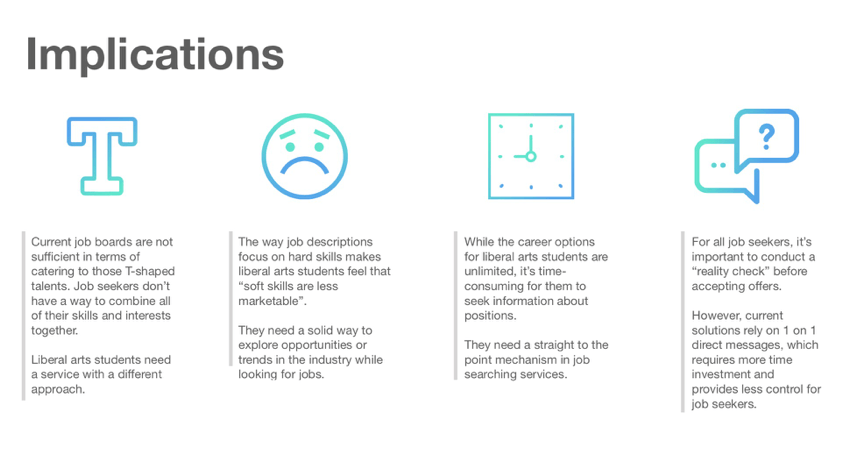 Implications
T
Current job boards are not
sufficient in terms of
catering to those T-shaped
talents. Job seekers don’t
have a way to combine all
of their skills and interests
together.
Liberal arts students need
a service with a different
approach.
The way job descriptions
focus on hard skills makes
liberal arts students feel that
“soft skills are less
marketable”.
They need a solid way to
explore opportunities or
trends in the industry while
looking for jobs.
While the career options
for liberal arts students are
unlimited, it’s time-
consuming for them to
seek information about
positions.
They need a straight to the
point mechanism in job
searching services.
?
For all job seekers, it’s
important to conduct a
“reality check” before
accepting offers.
However, current
solutions rely on 1 on 1
direct messages, which
requires more time
investment and
provides less control for
job seekers.